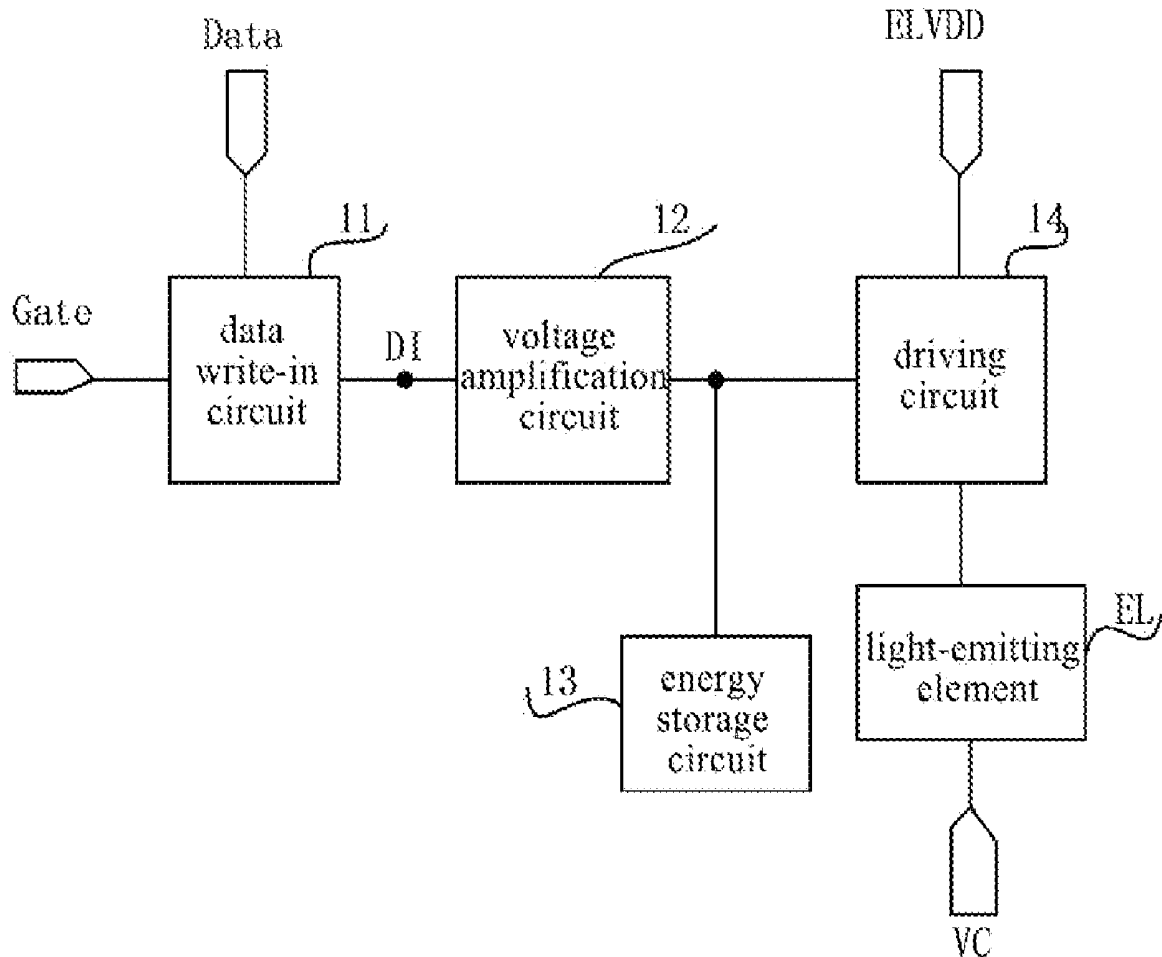 Data
ELVDD
11
12
14
Gate
data
write-in
circuit
DI
voltage
amplification
circuit
driving
circuit
EL
light-emitting
element
13
energy
storage
circuit
VC